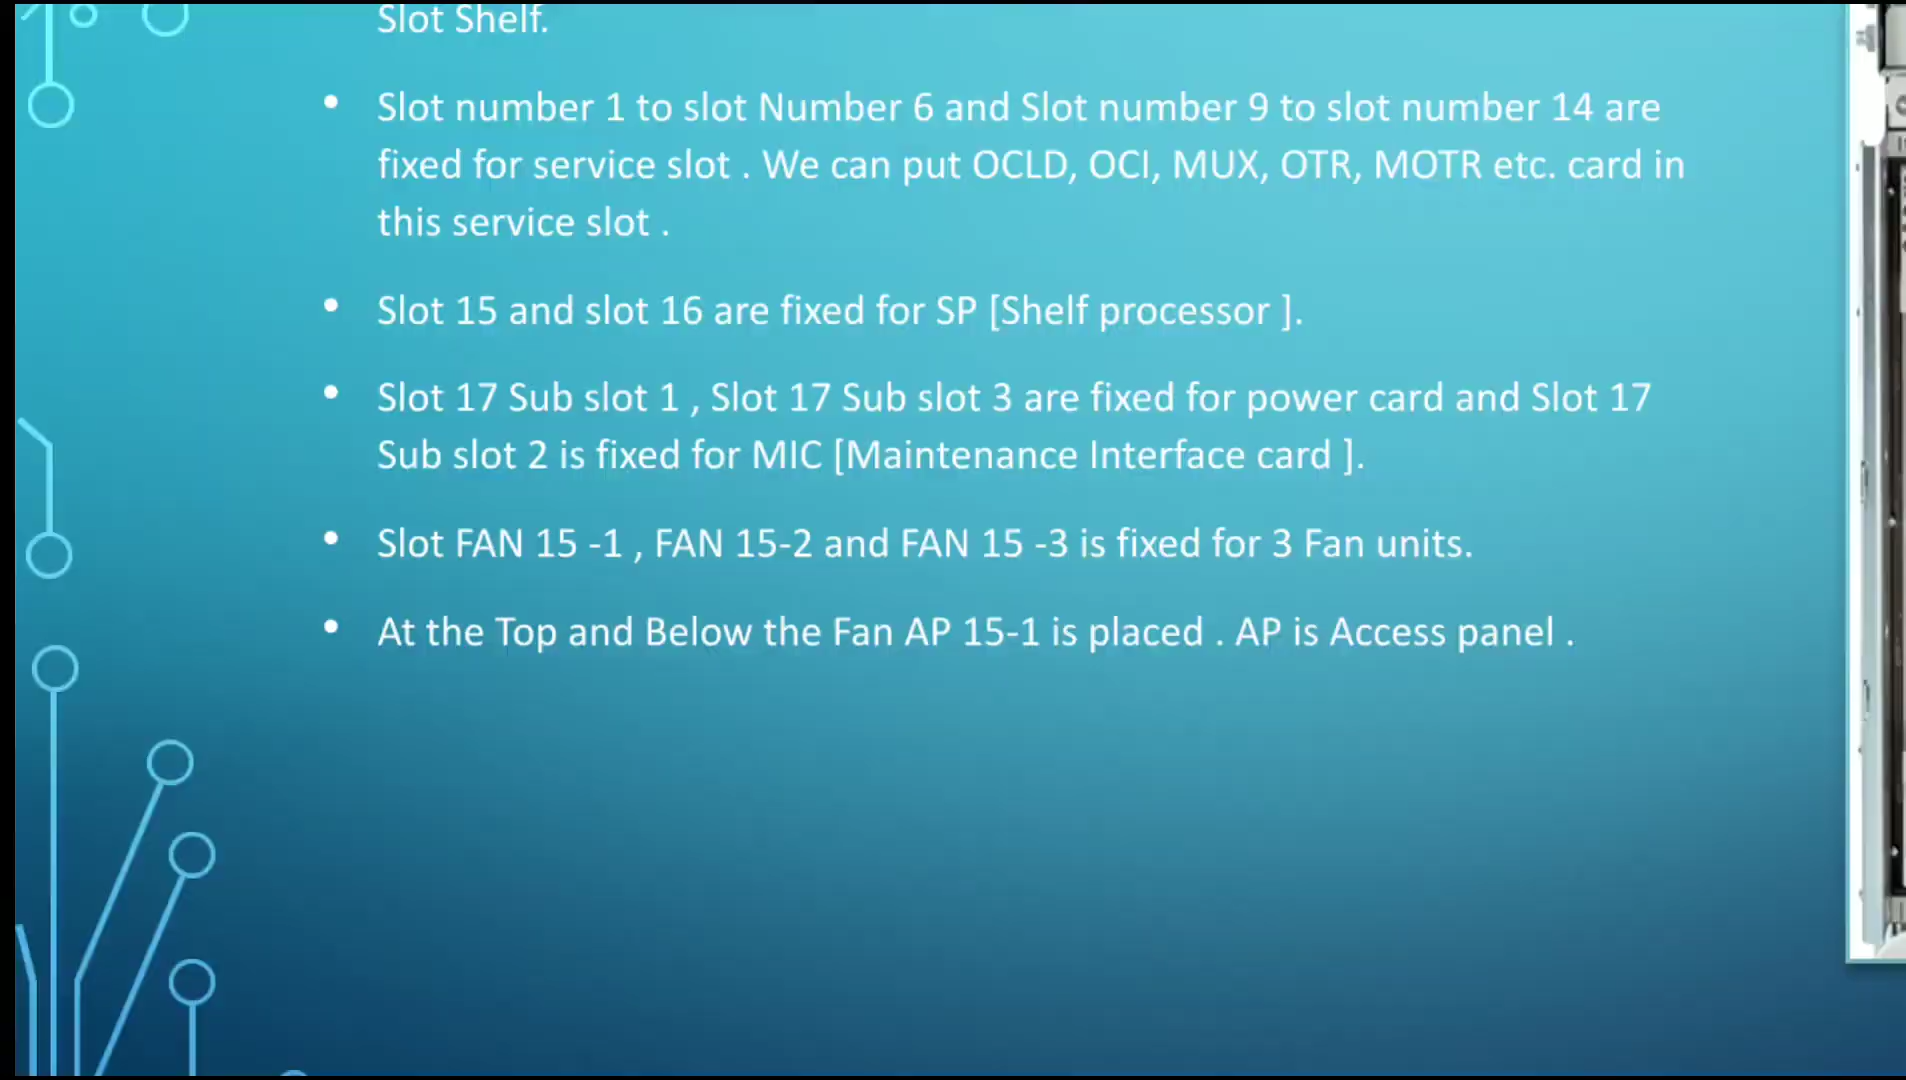 Slot Shelf.
• Slot number 1 to slot Number 6 and Slot number 9 to slot number 14 are
fixed for service slot . We can put OCLD, OCI, MUX, OTR, MOTR etc. card in
this service slot .
• Slot 15 and slot 16 are fixed for SP [Shelf processor ].
• Slot 17 Sub slot 1 , Slot 17 Sub slot 3 are fixed for power card and Slot 17
Sub slot 2 is fixed for MIC [Maintenance Interface card ].
• Slot FAN 15 -1 , FAN 15-2 and FAN 15 -3 is fixed for 3 Fan units.
• At the Top and Below the Fan AP 15-1 is placed . AP is Access panel .